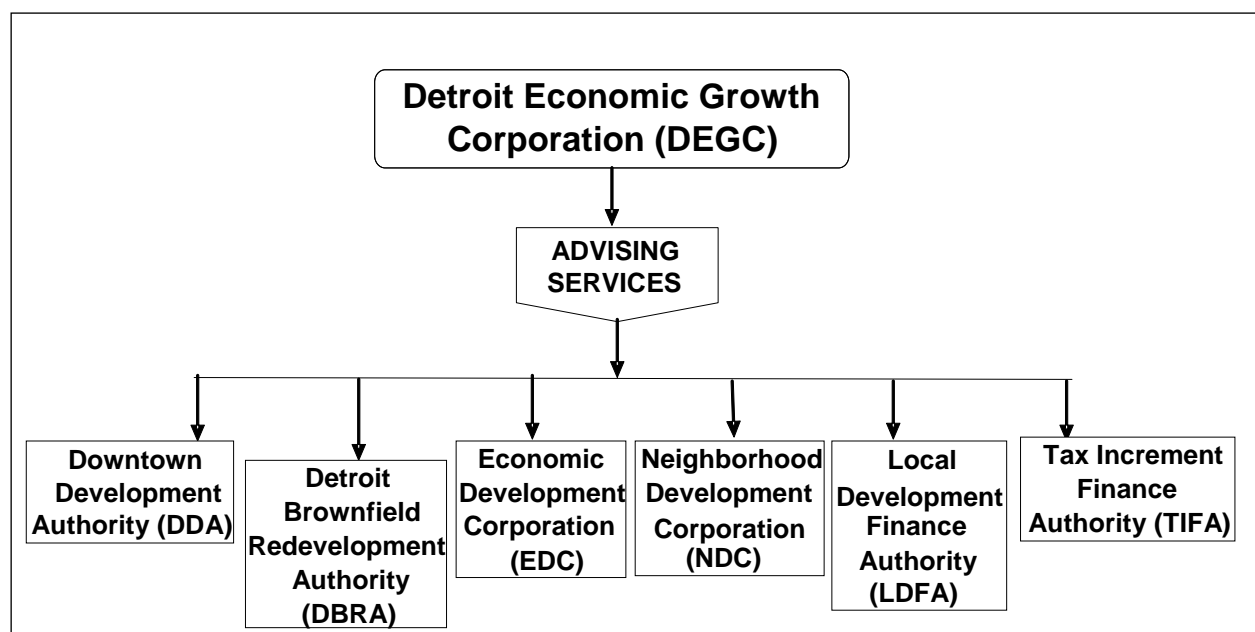 Detroit Economic Growth
Corporation (DEGC)
ADVISING
SERVICES
Downtown
Development
Authority (DDA)
Detroit
Brownfield
Redevelopment
Authority
(DBRA)
Economic
Development
Corporation
(EDC)
Neighborhood
Development
Corporation
(NDC)
Local
Development
Finance
Authority
(LDFA)
Tax Increment
Finance
Authority (TIFA)